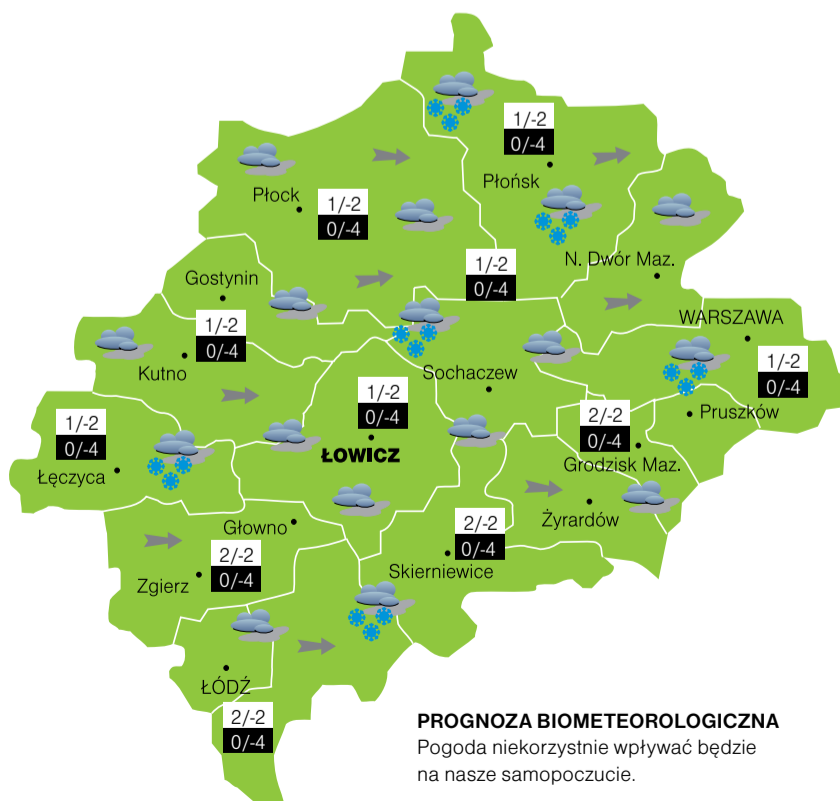 1/-2
0/-4
Płońsk
Płock
1/-2
0/-4
N. Dwór Maz.
1/-2
0/-4
Gostynin
1/-2
0/-4
Kutno
WARSZAWA
1/-2
0/-4
Sochaczew
1/-2
0/-4
ŁOWICZ
2/-2
0/-4
Pruszków
Grodzisk Maz.
1/-2
0/-4
Łęczyca
Żyrardów
Głowno
2/-2
0/-4
Skierniewice
2/-2
0/-4
Zgierz
ŁÓDŹ
2/-2
0/-4
PROGNOZA BIOMETEOROLOGICZNA
Pogoda niekorzystnie wpływać będzie
na nasze samopoczucie.